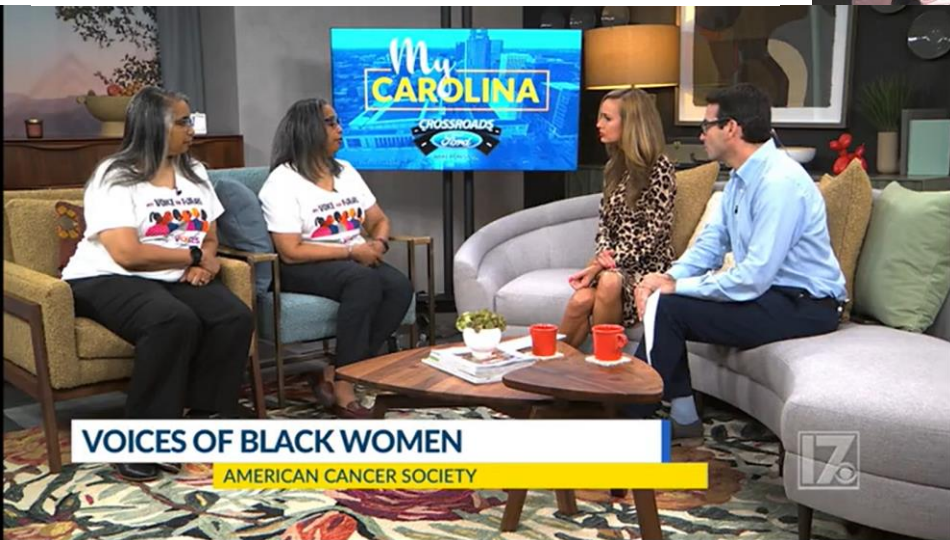 My
CAROLINA
CROSSROADS
Ford
VOICES OF BLACK WOMEN
AMERICAN CANCER SOCIETY
17